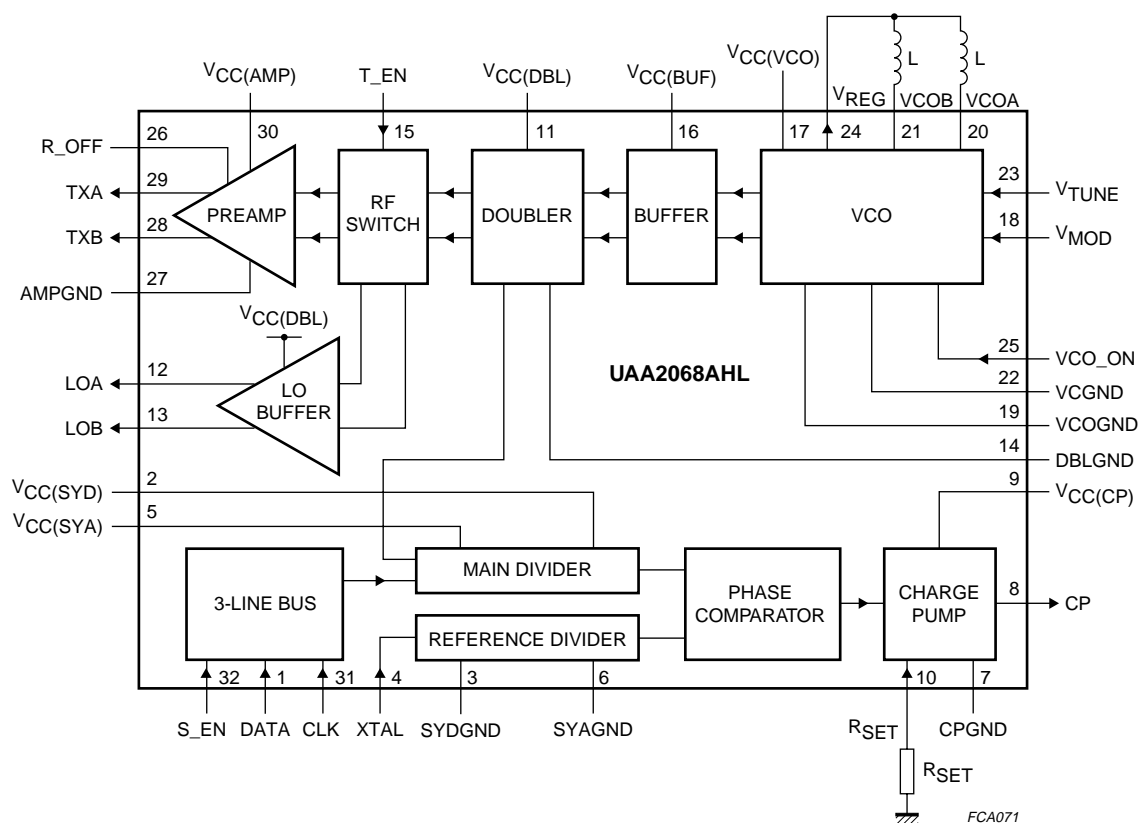 L
L
VCC(AMP)
T_EN
VCC(DBL)
VCC(BUF)
VCC(VCO)
VREG
VCOB
VCOA
26
30
15
11
16
17
24
21
20
R_OFF
29
TXA
PREAMP
RF
SWITCH
DOUBLER
BUFFER
VCO
23
VTUNE
28
TXB
18
VMOD
27
AMPGND
VCC(DBL)
12
LOA
LO
BUFFER
UAA2068AHL
25
VCO_ON
22
VCGND
13
LOB
19
VCOGND
14
DBLGND
2
VCC(SYD)
9
VCC(CP)
5
VCC(SYA)
3-LINE BUS
MAIN DIVIDER
PHASE
COMPARATOR
CHARGE
PUMP
8
CP
REFERENCE DIVIDER
32
1
31
4
3
6
10
7
S_EN
DATA
CLK
XTAL
SYDGND
SYAGND
RSET
CPGND
RSET
FCA071